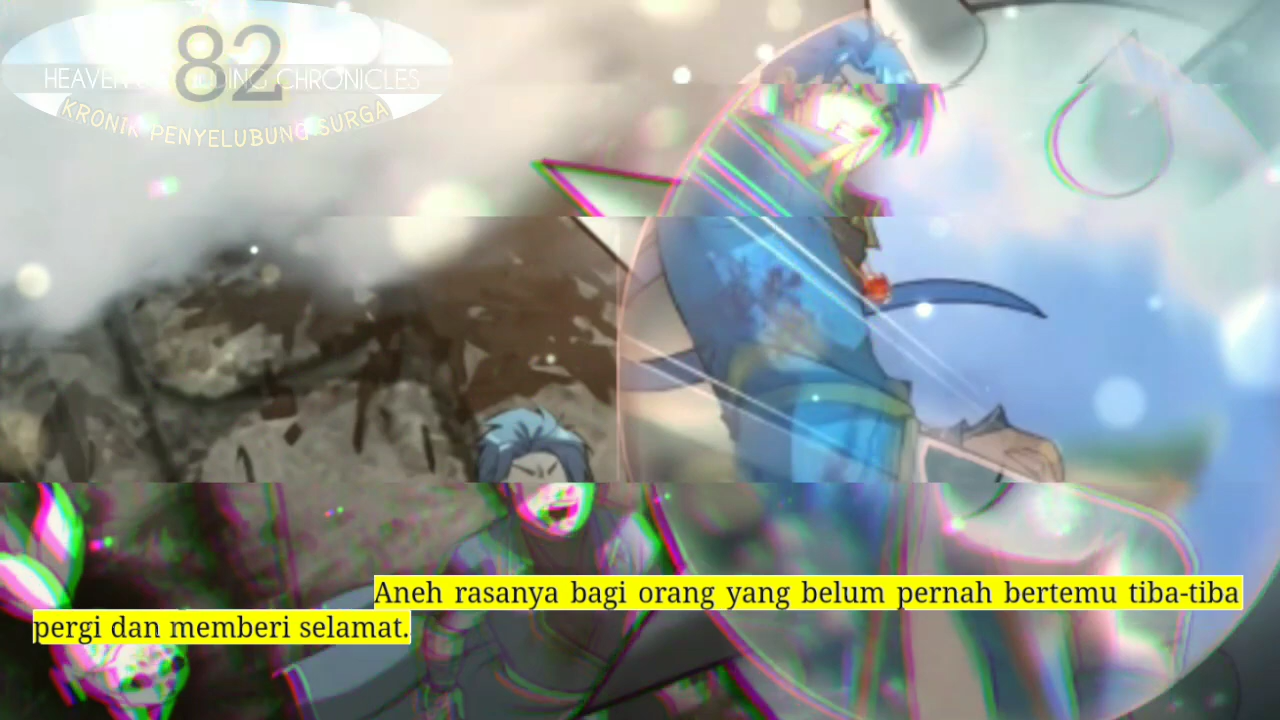 82
HEAVEN CHRONICLES
KRONIK PENYELUBUNG SURGA
Aneh rasanya bagi orang yang belum pernah bertemu tiba-tiba
pergi dan memberi selamat.